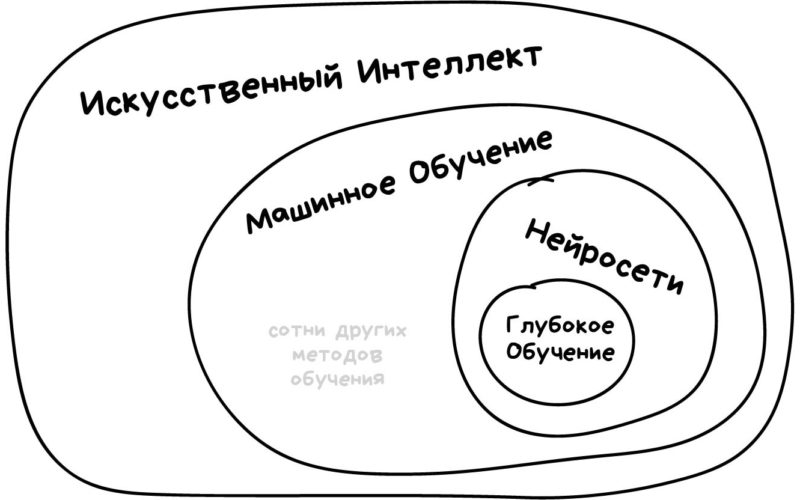 Искусственный Интеллект
Машинное Обучение
Нейросети
Глубокое
Обучение
сотни других
методов
обучения